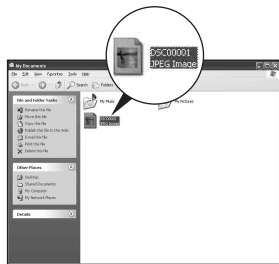 DSC00001
JPEG Image
My Documents
File Edit View Favorites Tools Help
Back Search Folders
File and Folder Tasks
Rename this file
Move this file
Copy this file
Publish this file to the Web
E-mail this file
Print this file
Delete this file
Other Places
Desktop
Shared Documents
My Computer
My Network Places
Details
My Music
My Pictures
DSC00001
JPEG Image